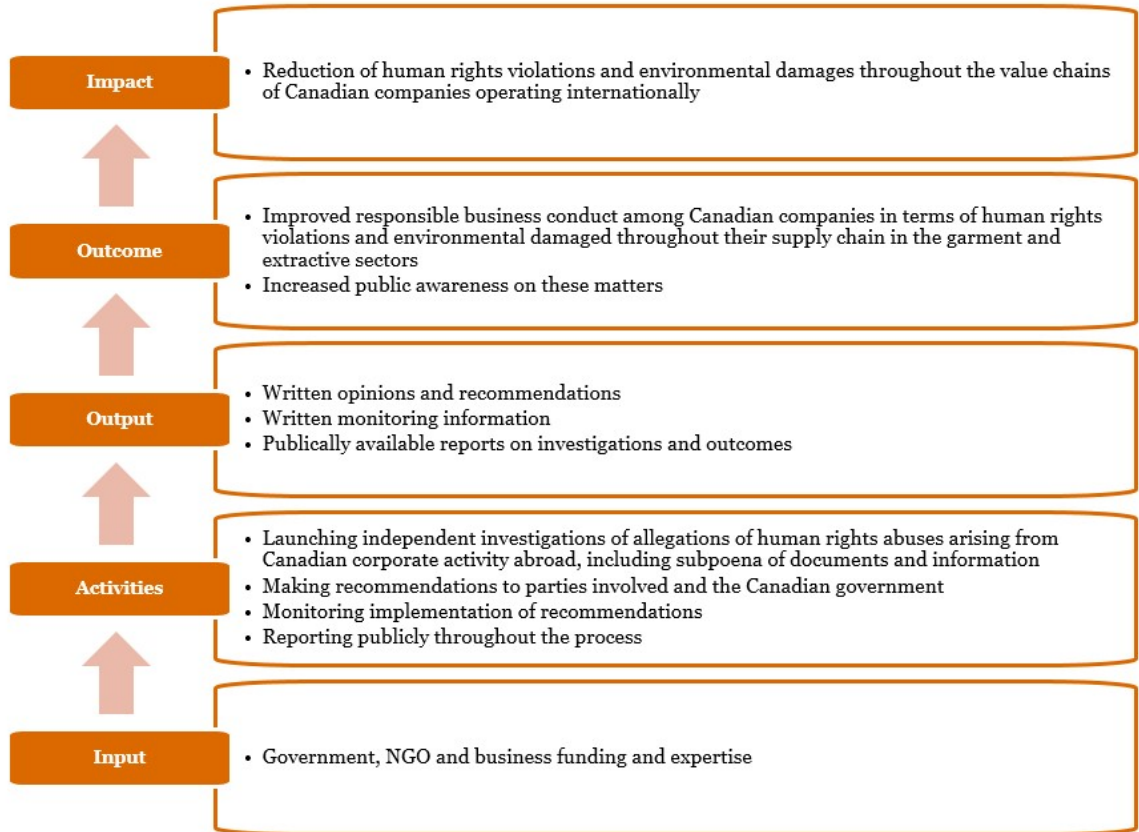 Impact
• Reduction of human rights violations and environmental damages throughout the value chains
of Canadian companies operating internationally
Outcome
• Improved responsible business conduct among Canadian companies in terms of human rights
violations and environmental damaged throughout their supply chain in the garment and
extractive sectors
• Increased public awareness on these matters
Output
• Written opinions and recommendations
• Written monitoring information
• Publically available reports on investigations and outcomes
Activities
• Launching independent investigations of allegations of human rights abuses arising from
Canadian corporate activity abroad, including subpoena of documents and information
• Making recommendations to parties involved and the Canadian government
• Monitoring implementation of recommendations
• Reporting publicly throughout the process
Input
• Government, NGO and business funding and expertise